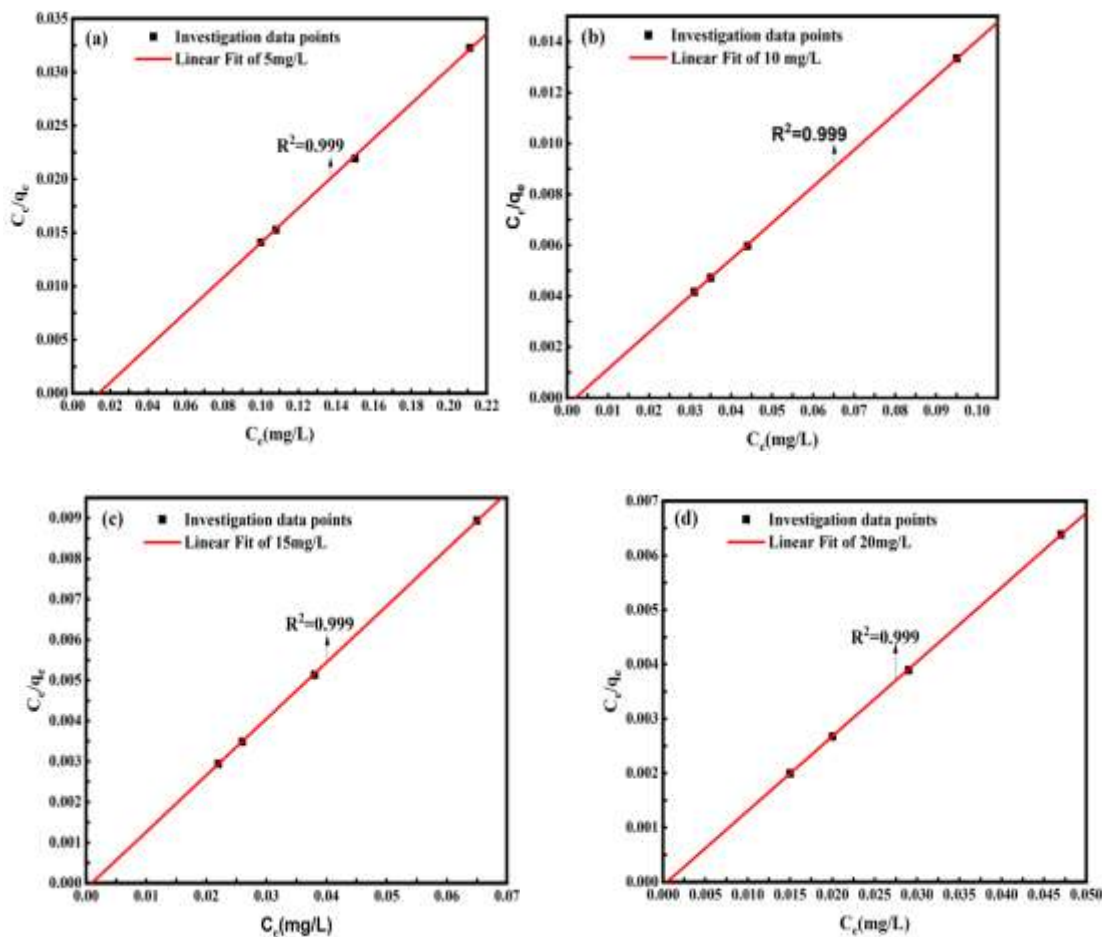 (a)
Investigation data points
Linear Fit of 5mg/L
R²=0.999
Cₑ/qₑ
0.035
0.030
0.025
0.020
0.015
0.010
0.005
0.000
0.00 0.02 0.04 0.06 0.08 0.10 0.12 0.14 0.16 0.18 0.20 0.22
Cₑ(mg/L)
(b)
Investigation data points
Linear Fit of 10 mg/L
R²=0.999
Cₑ/qₑ
0.014
0.012
0.010
0.008
0.006
0.004
0.002
0.000
0.00 0.01 0.02 0.03 0.04 0.05 0.06 0.07 0.08 0.09 0.10
Cₑ(mg/L)
(c)
Investigation data points
Linear Fit of 15mg/L
R²=0.999
Cₑ/qₑ
0.009
0.008
0.007
0.006
0.005
0.004
0.003
0.002
0.001
0.000
0.00 0.01 0.02 0.03 0.04 0.05 0.06 0.07
Cₑ(mg/L)
(d)
Investigation data points
Linear Fit of 20mg/L
R²=0.999
Cₑ/qₑ
0.007
0.006
0.005
0.004
0.003
0.002
0.001
0.000
0.000 0.005 0.010 0.015 0.020 0.025 0.030 0.035 0.040 0.045 0.050
Cₑ(mg/L)